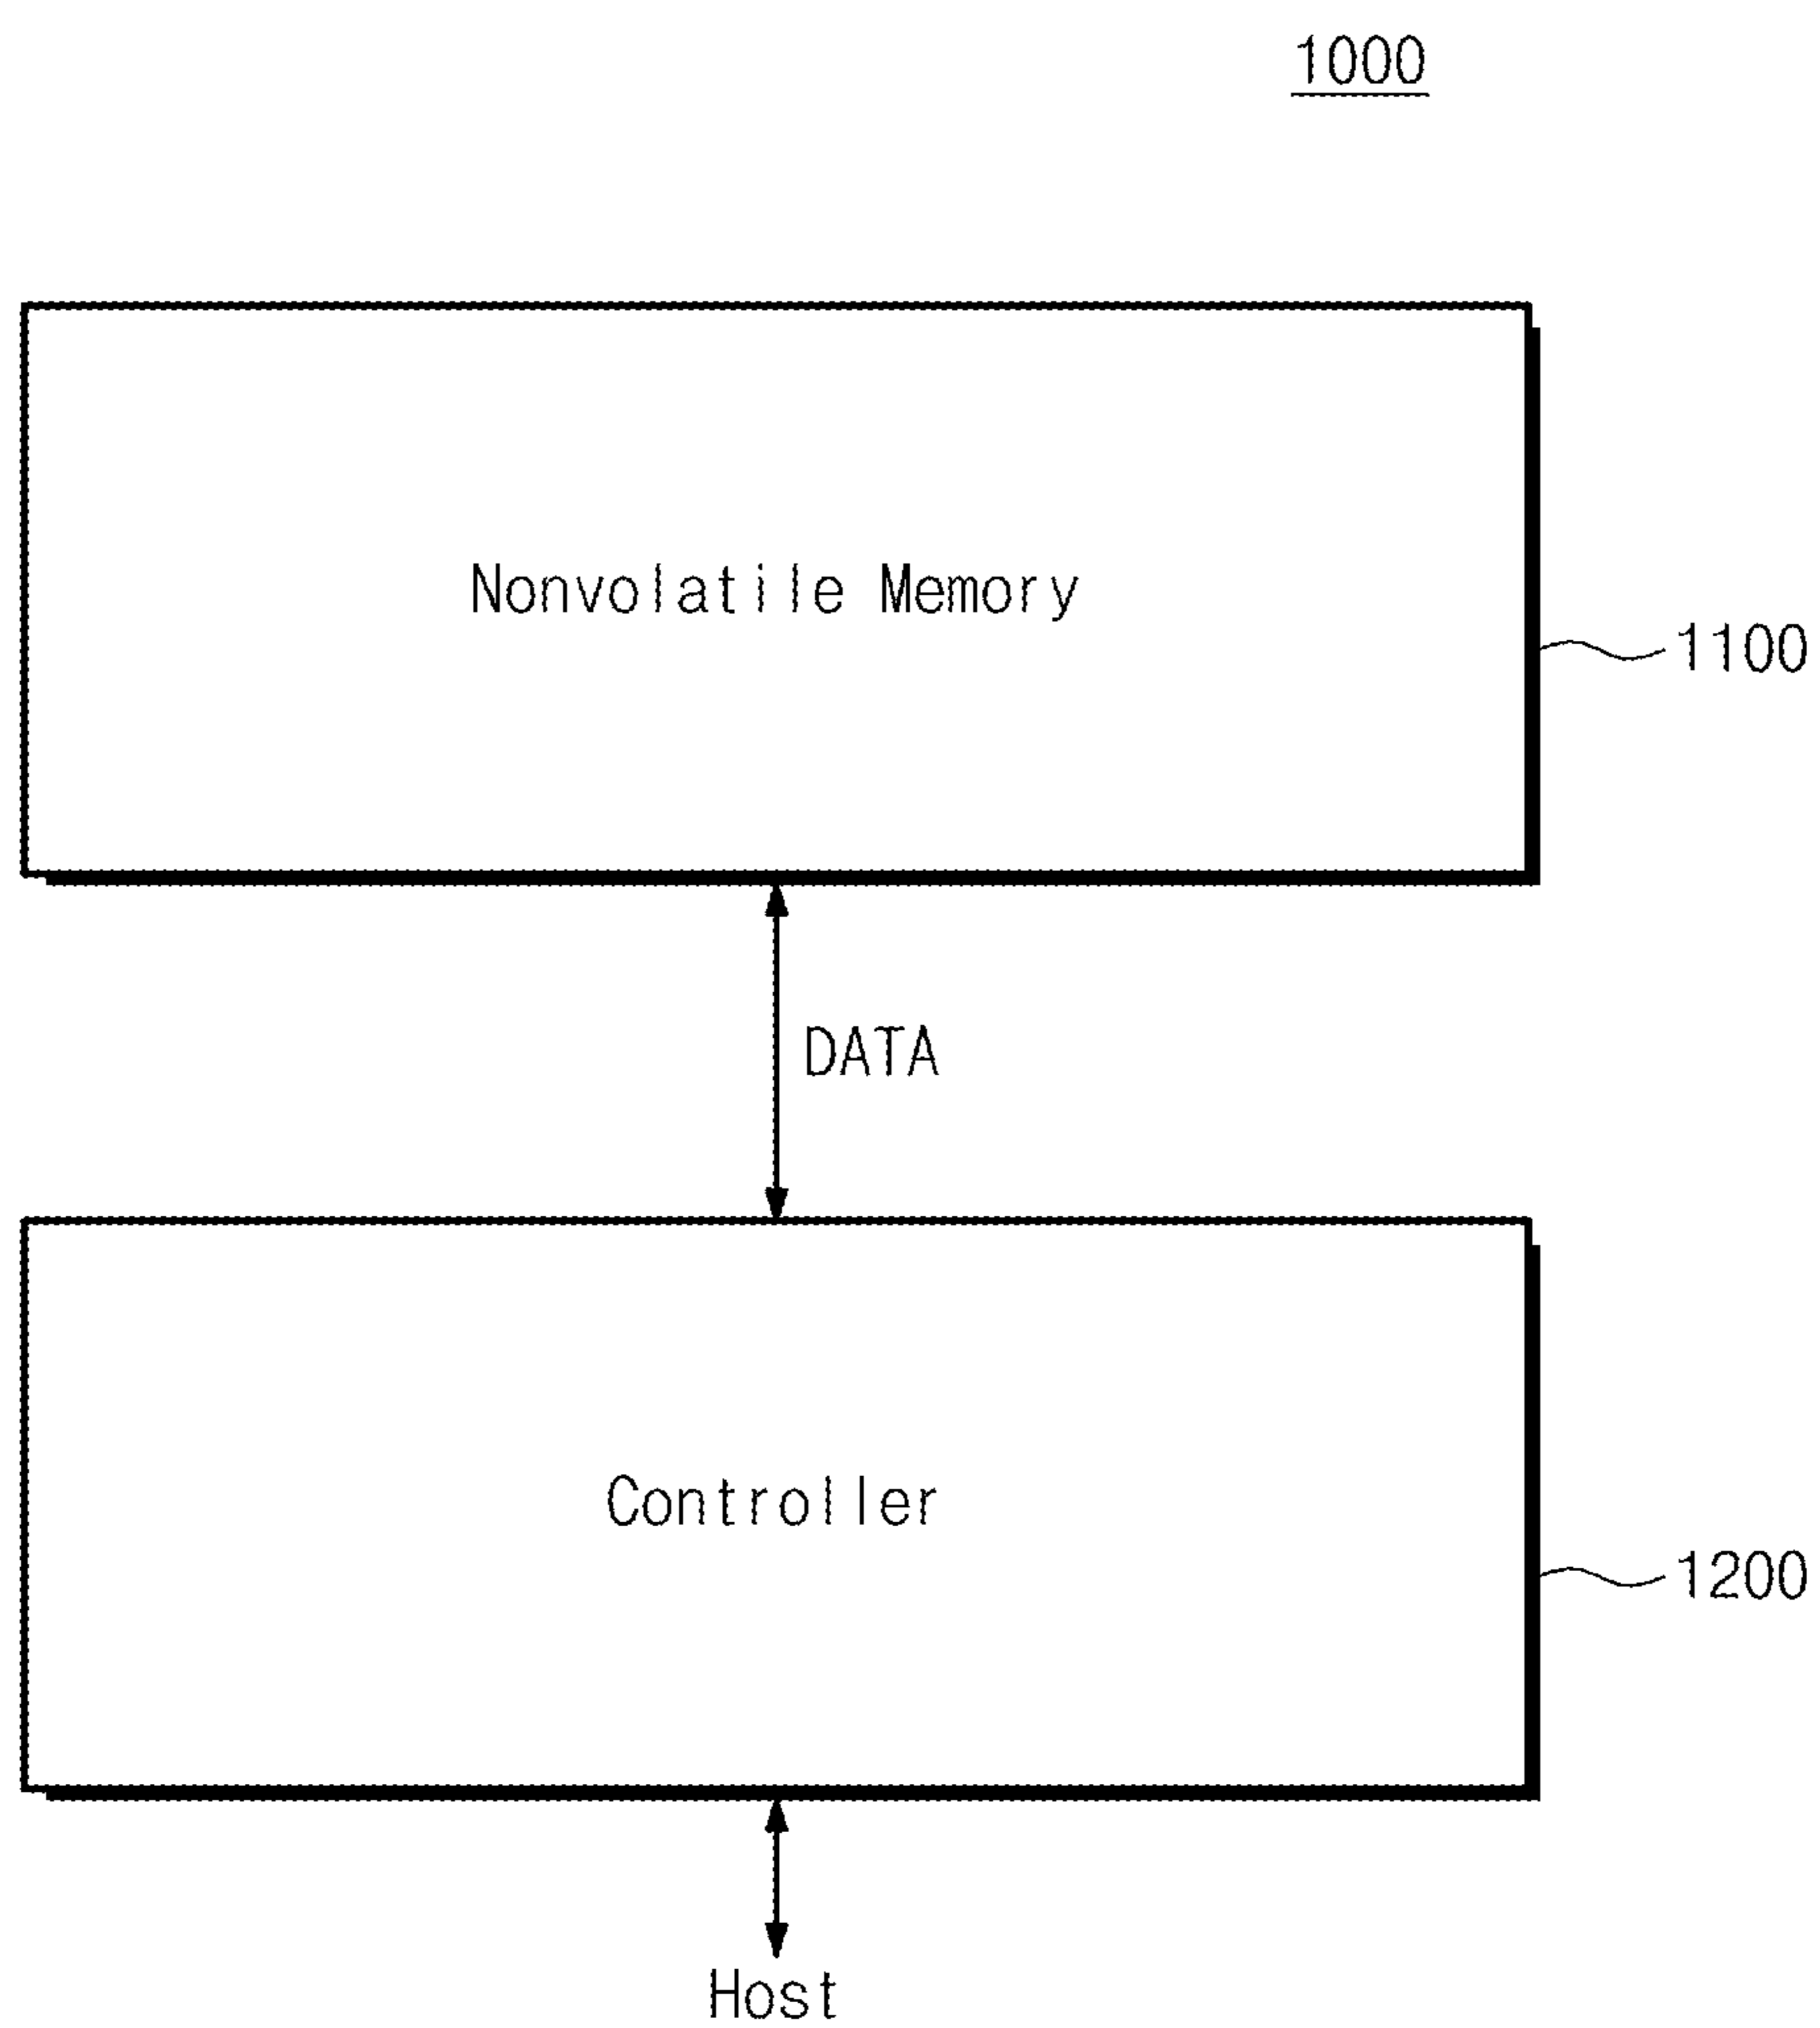 1000
Nonvolatile Memory
1100
DATA
Controller
1200
Host